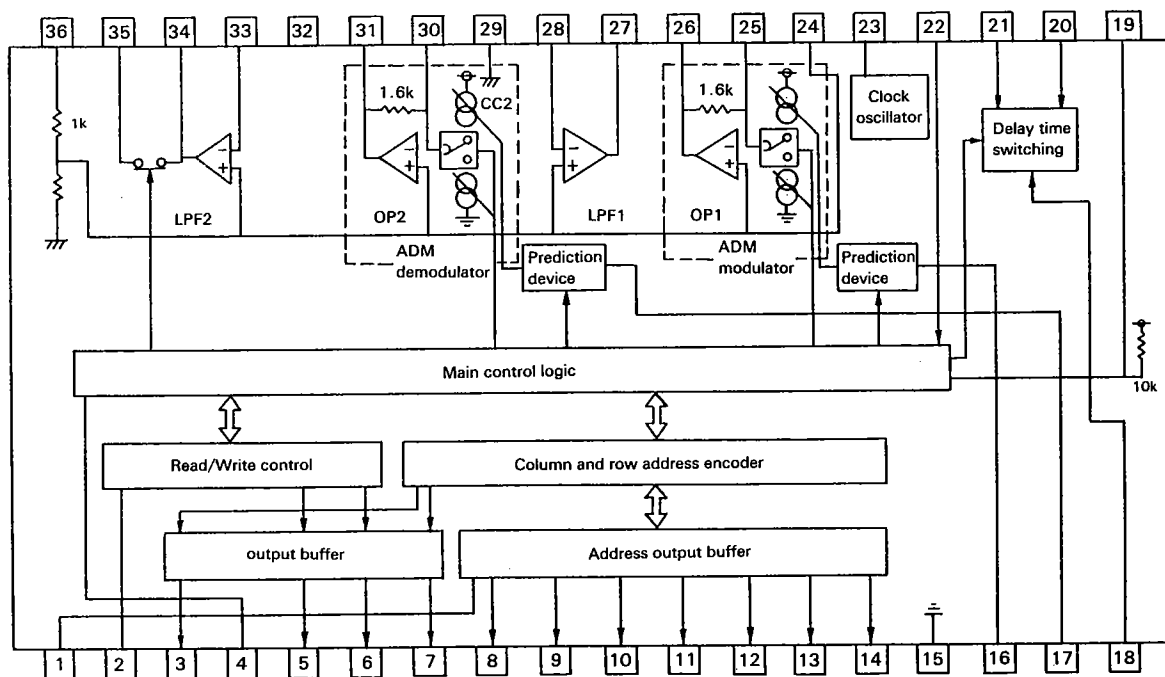 36 35 34 33 32 31 30 29 28 27 26 25 24 23 22 21 20 19
1k
1.6k
CC2
1.6k
Clock
oscillator
Delay time
switching
−
+
−
+
−
+
−
+
LPF2
OP2
LPF1
OP1
ADM
demodulator
Prediction
device
ADM
modulator
Prediction
device
Main control logic
10k
Read/Write control
Column and row address encoder
output buffer
Address output buffer
1 2 3 4 5 6 7 8 9 10 11 12 13 14 15 16 17 18